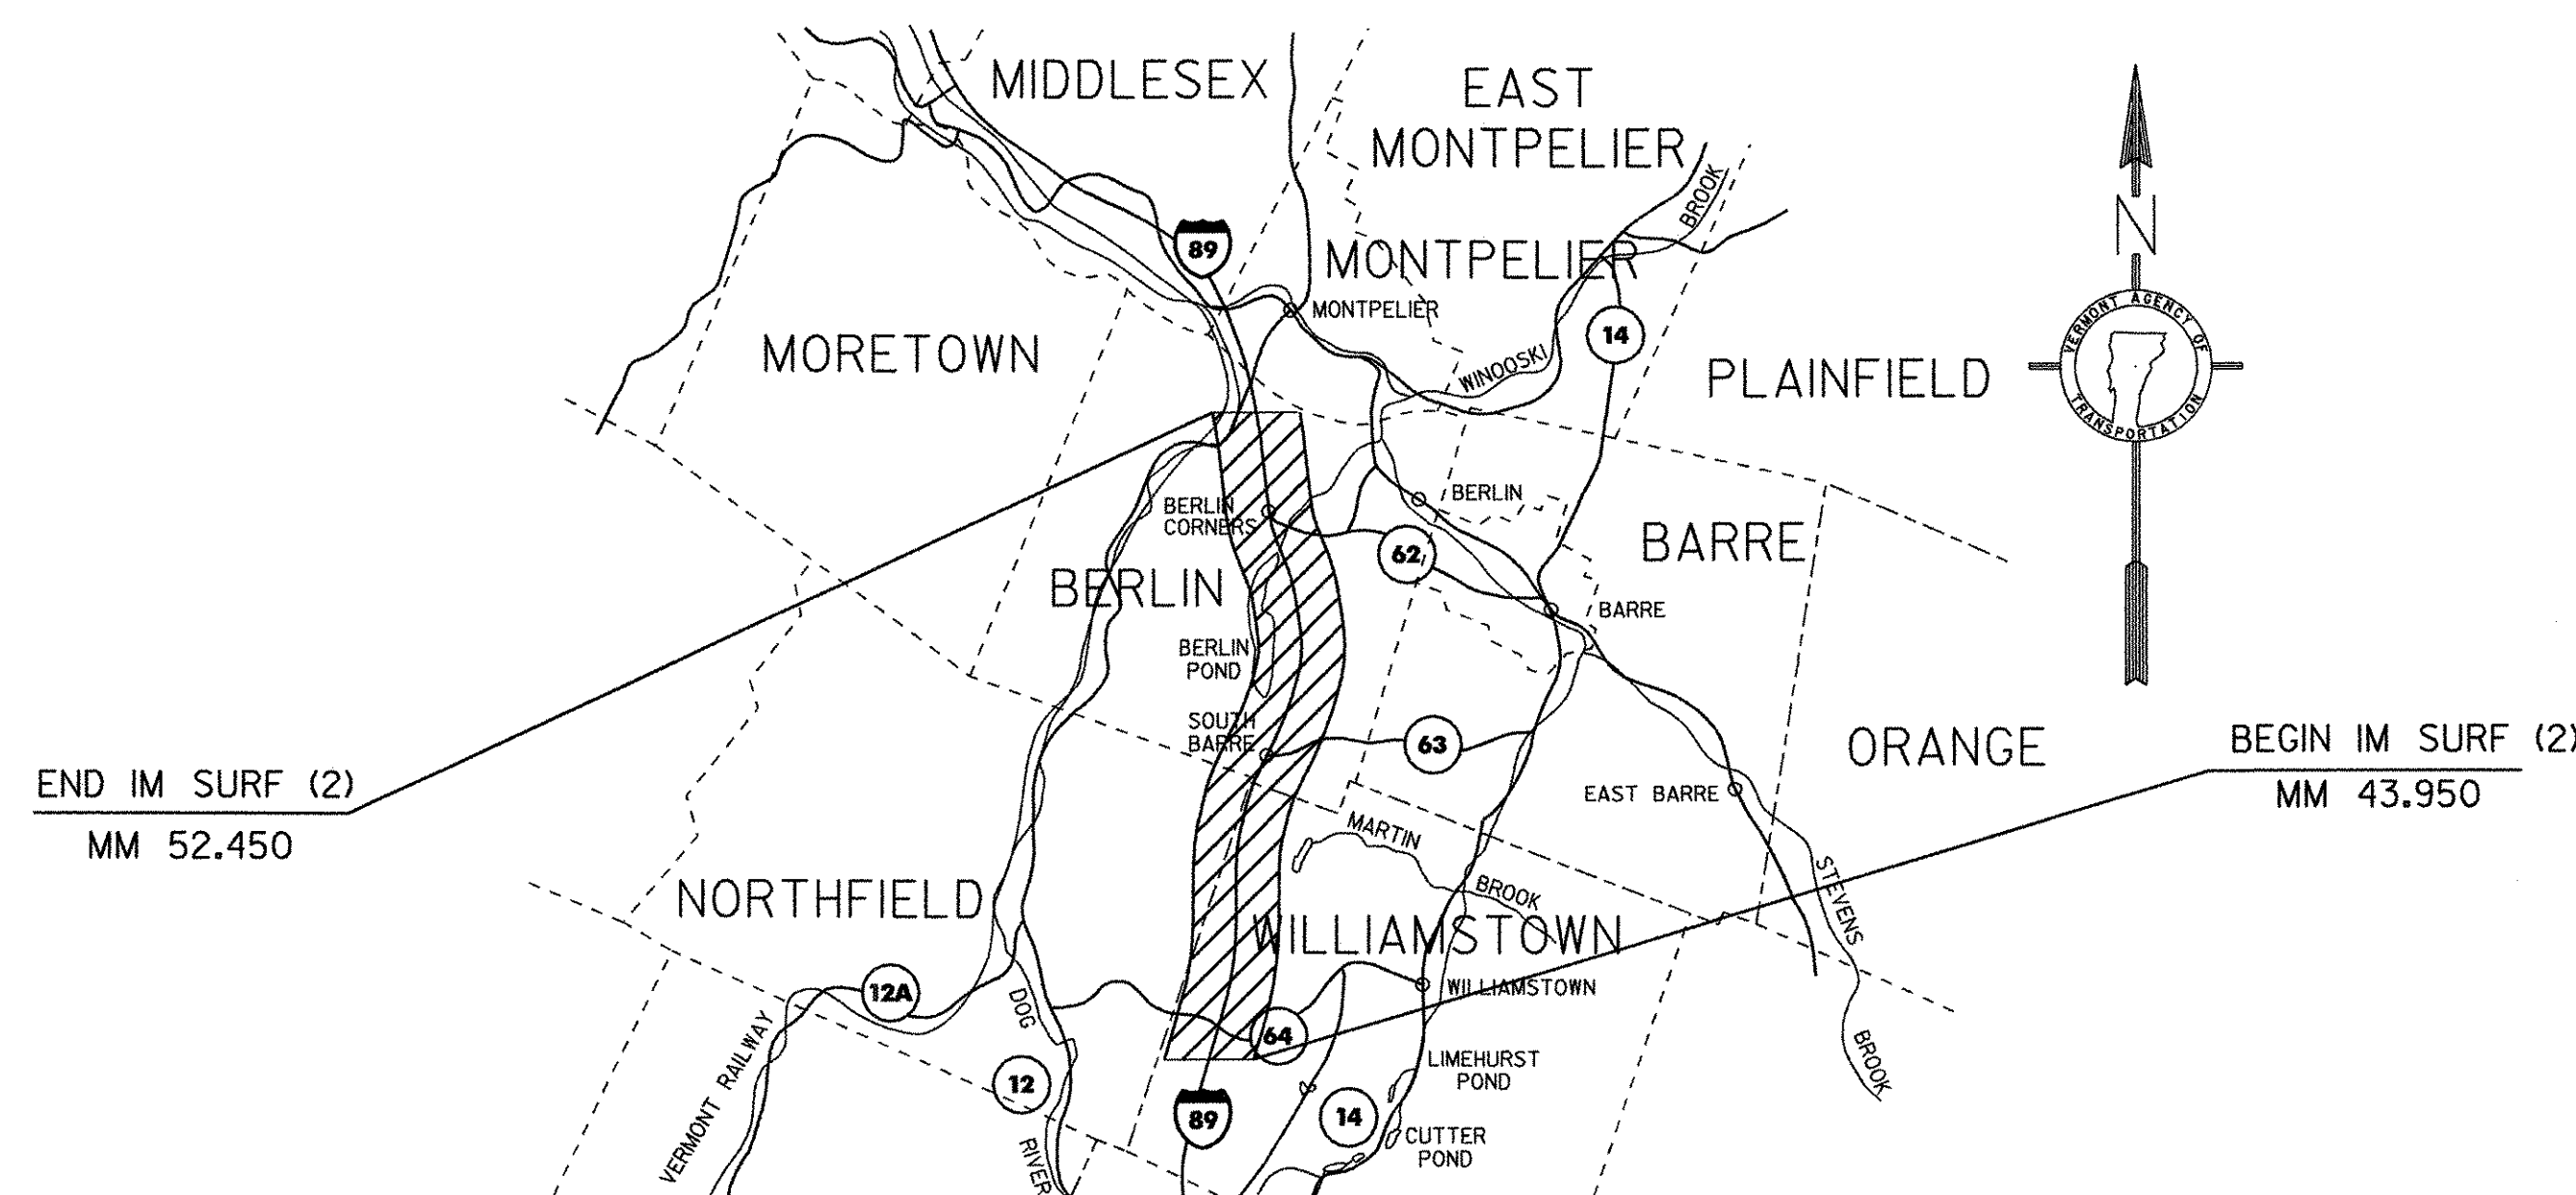 MIDDLESEX
EAST
MONTPELIER
BROOK
89
MONTPELIER
MONTPELIER
14
WINOOSKI
MORETOWN
PLAINFIELD
N
VERMONT AGENCY OF
TRANSPORTATION
BERLIN
CORNERS
BERLIN
62
BARRE
BERLIN
BARRE
BERLIN
POND
SOUTH
BARRE
63
ORANGE
BEGIN IM SURF (2)
MM 43.950
END IM SURF (2)
MM 52.450
EAST BARRE
MARTIN
BROOK
STEVENS
BROOK
NORTHFIELD
WILLIAMSTOWN
WILLIAMSTOWN
12A
DOG
RIVER
64
12
VERMONT RAILWAY
89
14
LIMEHURST
POND
CUTTER
POND